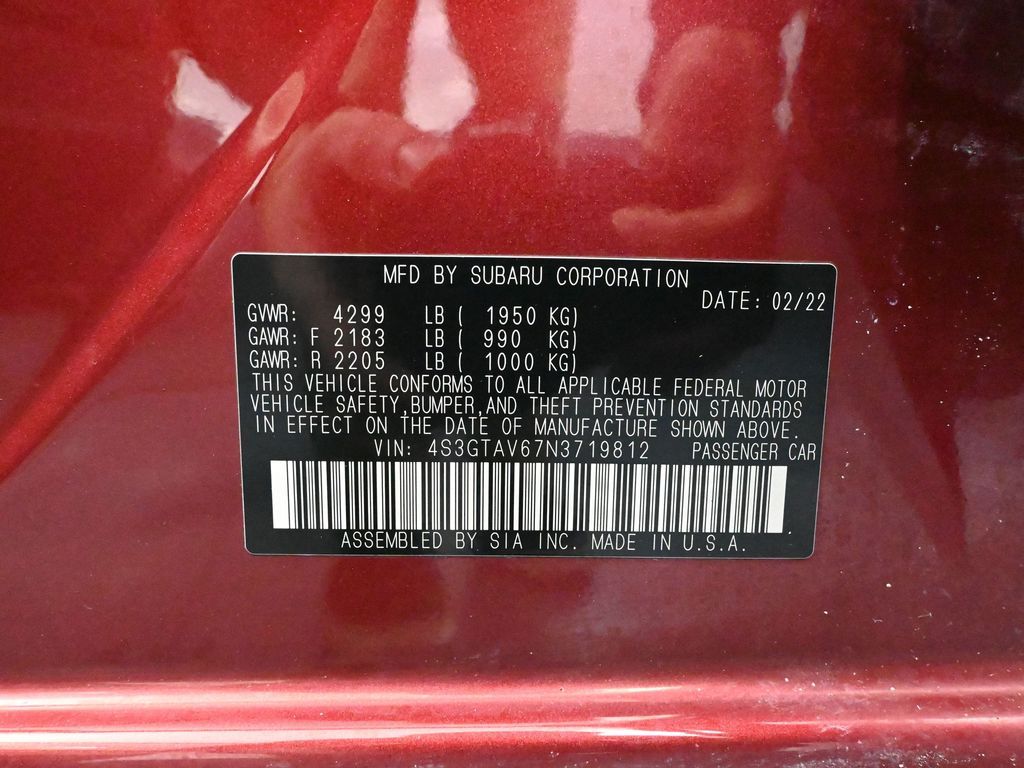 MFD BY SUBARU CORPORATION
DATE: 02/22
GVWR: 4299 LB ( 1950 KG)
GAWR: F 2183 LB ( 990 KG)
GAWR: R 2205 LB ( 1000 KG)
THIS VEHICLE CONFORMS TO ALL APPLICABLE FEDERAL MOTOR
VEHICLE SAFETY,BUMPER,AND THEFT PREVENTION STANDARDS
IN EFFECT ON THE DATE OF MANUFACTURE SHOWN ABOVE.
VIN: 4S3GTAV67N3719812 PASSENGER CAR
ASSEMBLED BY SIA INC. MADE IN U.S.A.